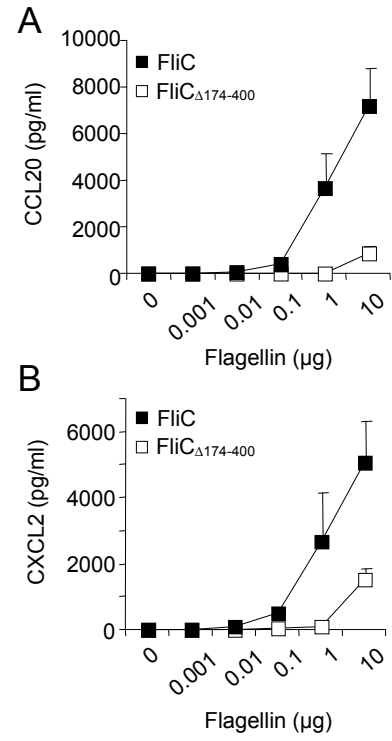 A
10000
8000
6000
4000
2000
0
CCL20 (pg/ml)
FliC
FliCΔ174-400
0
0.001
0.01
0.1
1
10
Flagellin (µg)
B
6000
4000
2000
0
CXCL2 (pg/ml)
FliC
FliCΔ174-400
0
0.001
0.01
0.1
1
10
Flagellin (µg)